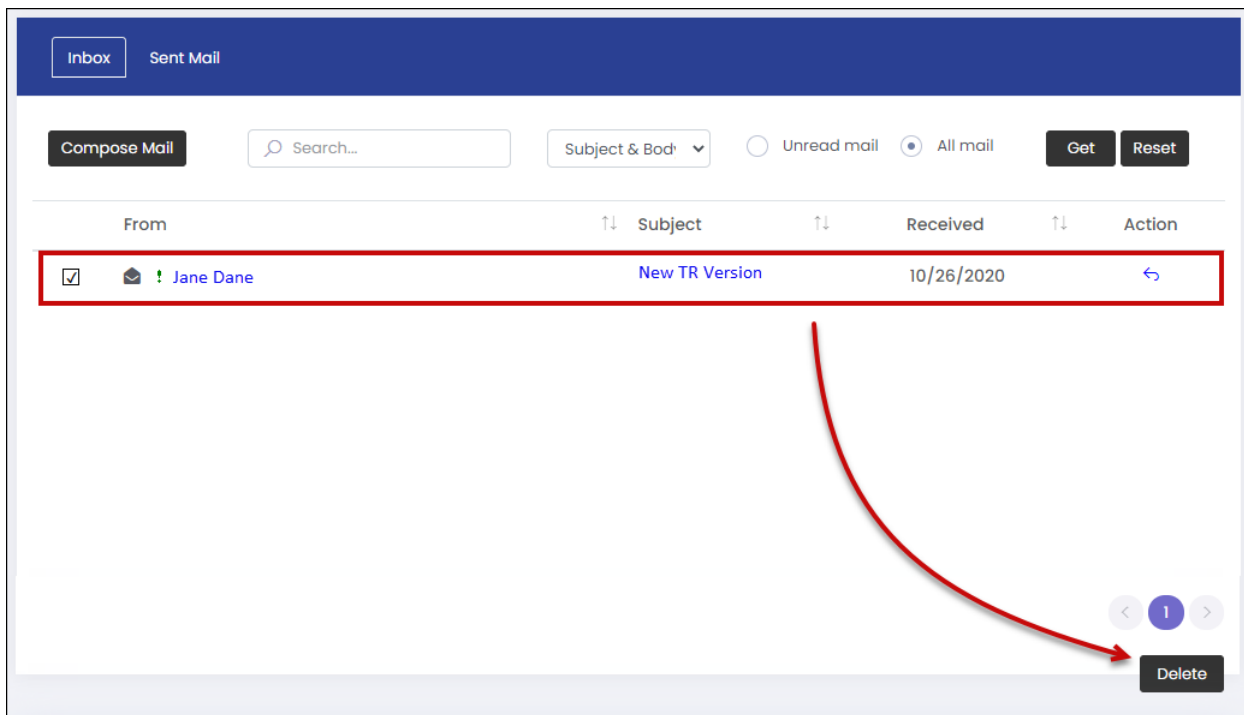 Inbox Sent Mail
Compose Mail Search... Subject & Bod Unread mail All mail Get Reset
From Subject Received Action
! Jane Dane New TR Version 10/26/2020
1
Delete